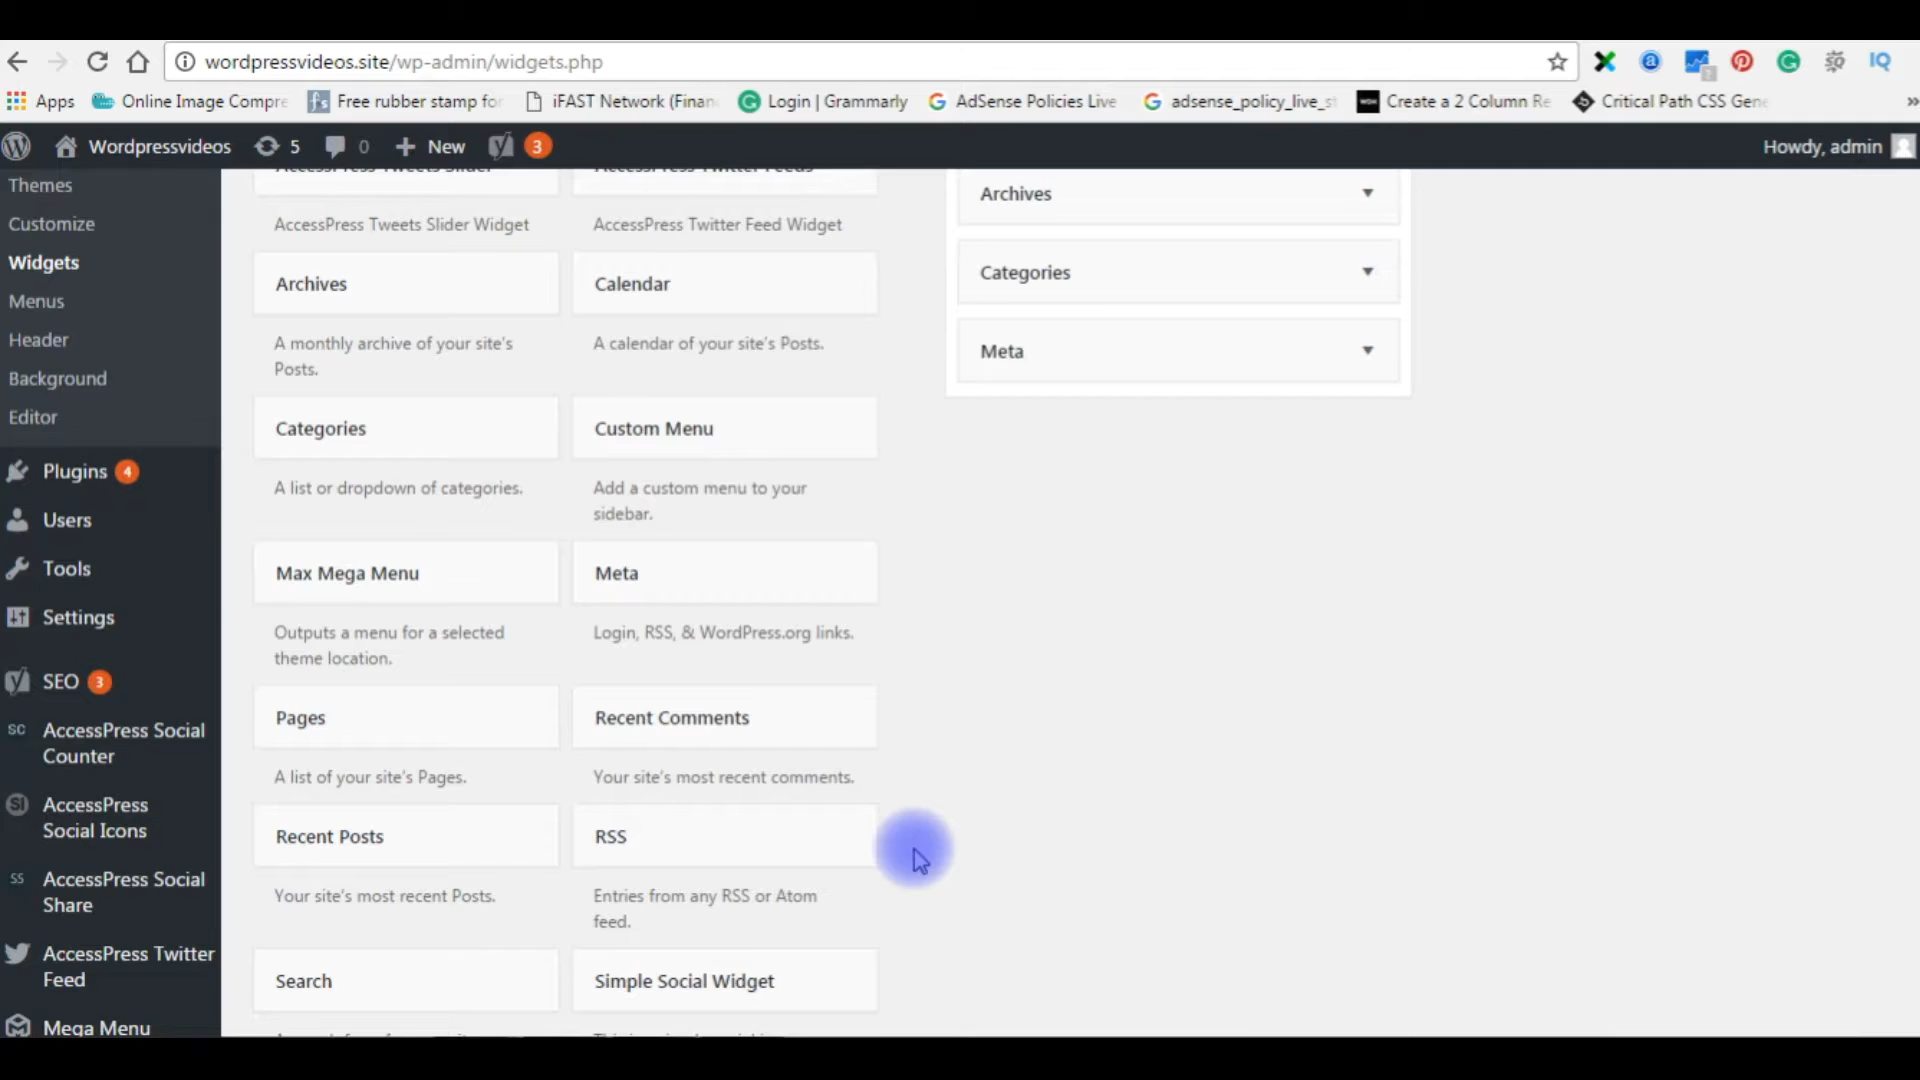 wordpressvideos.site/wp-admin/widgets.php
IQ
Apps
Online Image Compre
Free rubber stamp for
iFAST Network (Finan
Login | Grammarly
AdSense Policies Live
adsense_policy_live_s
Create a 2 Column Re
Critical Path CSS Gene
»
Wordpressvideos
5
0
New
3
Howdy, admin
Themes
Customize
Widgets
Menus
Header
Background
Editor
Plugins 4
Users
Tools
Settings
SEO 3
SC AccessPress Social
Counter
SI AccessPress
Social Icons
SS AccessPress Social
Share
AccessPress Twitter
Feed
Mega Menu
AccessPress Tweets Slider
AccessPress Twitter Feeds
AccessPress Tweets Slider Widget
AccessPress Twitter Feed Widget
Archives
Calendar
A monthly archive of your site's
Posts.
A calendar of your site's Posts.
Categories
Custom Menu
A list or dropdown of categories.
Add a custom menu to your
sidebar.
Max Mega Menu
Meta
Outputs a menu for a selected
theme location.
Login, RSS, & WordPress.org links.
Pages
Recent Comments
A list of your site's Pages.
Your site's most recent comments.
Recent Posts
RSS
Your site's most recent Posts.
Entries from any RSS or Atom
feed.
Search
Simple Social Widget
Archives
Categories
Meta